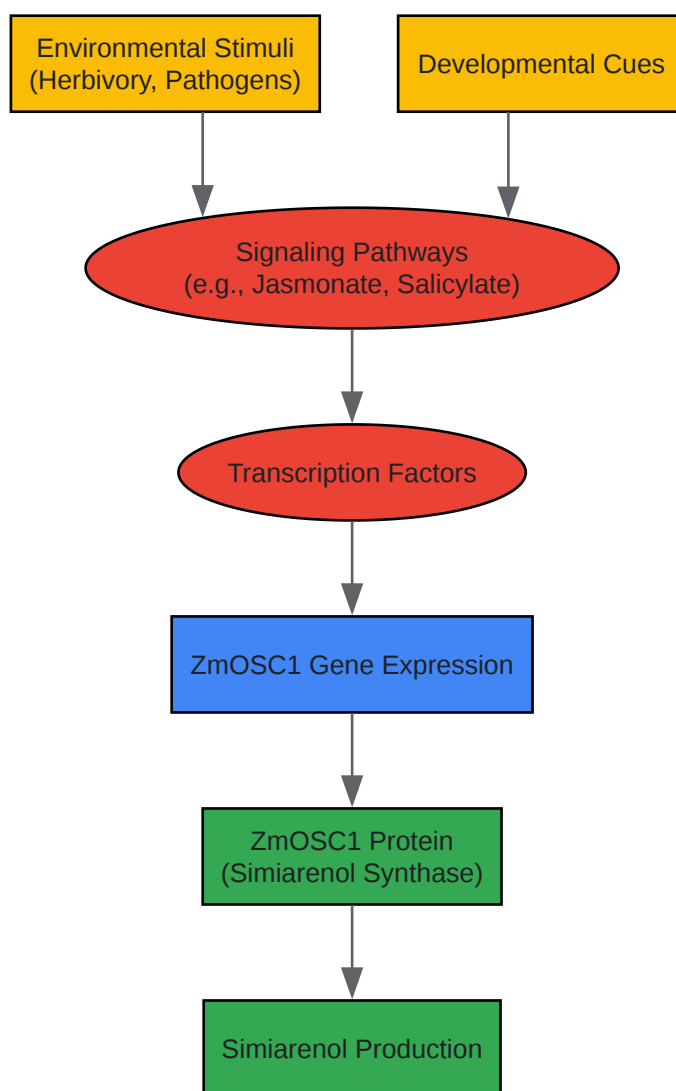 Environmental Stimuli
(Herbivory, Pathogens)
Developmental Cues
Signaling Pathways
(e.g., Jasmonate, Salicylate)
Transcription Factors
ZmOSC1 Gene Expression
ZmOSC1 Protein
(Simiarenol Synthase)
Simiarenol Production